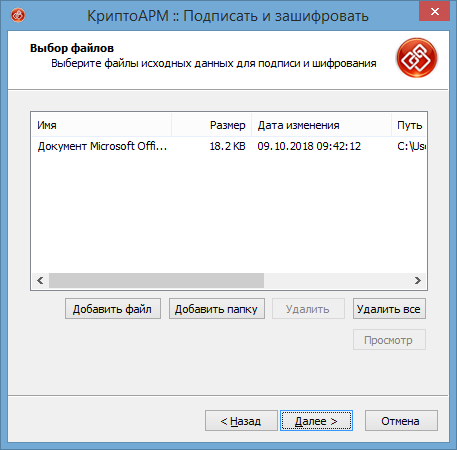 КриптоАРМ :: Подписать и зашифровать
Выбор файлов
Выберите файлы исходных данных для подписи и шифрования
Имя Размер Дата изменения Путь
Документ Microsoft Offi... 18.2 KB 09.10.2018 09:42:12 C:\Use
Добавить файл Добавить папку Удалить Удалить все
Просмотр
< Назад Далее > Отмена